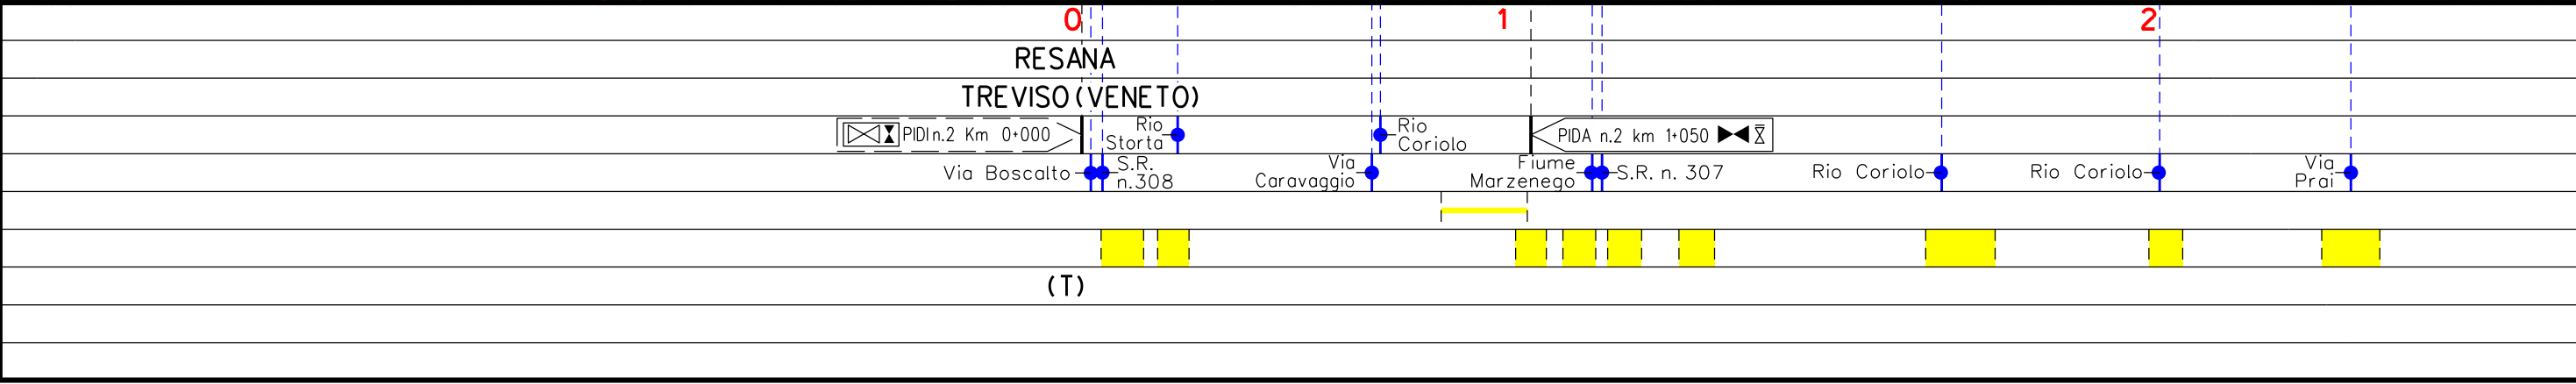 0 1 2
RESANA
TREVISO (VENETO)
PIDI n.2 Km 0+000
Rio
Storta
Rio
Coriolo
PIDA n.2 km 1+050
Via Boscalto
S.R.
n.308
Via
Caravaggio
Fiume
Marzenego
S.R. n. 307
Rio Coriolo
Rio Coriolo
Via
Prai
(T)